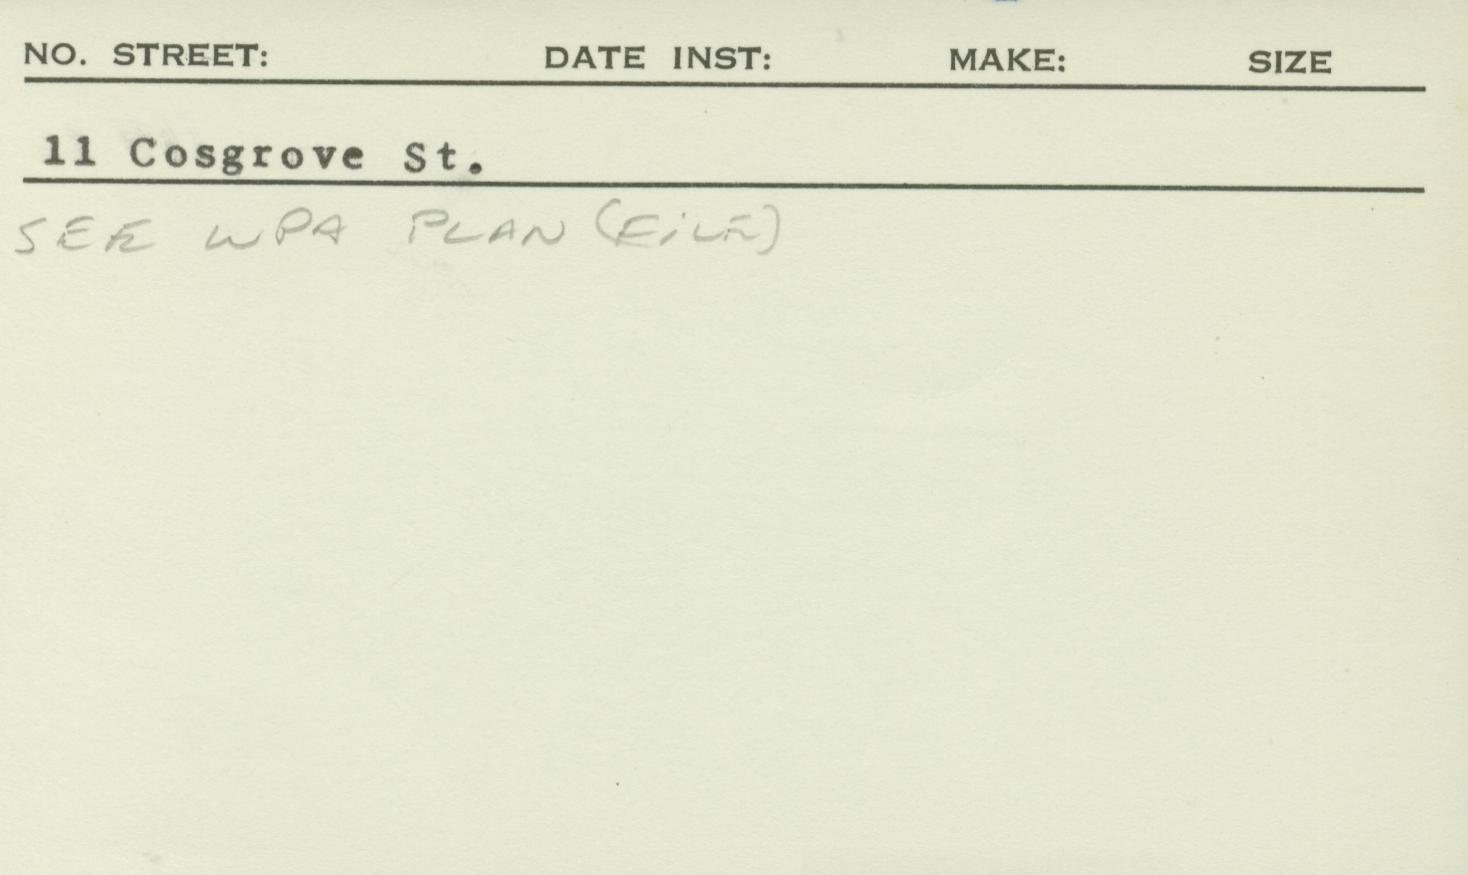 NO. STREET: DATE INST: MAKE: SIZE
11 Cosgrove St.
SEE WPA PLAN (FiLE)